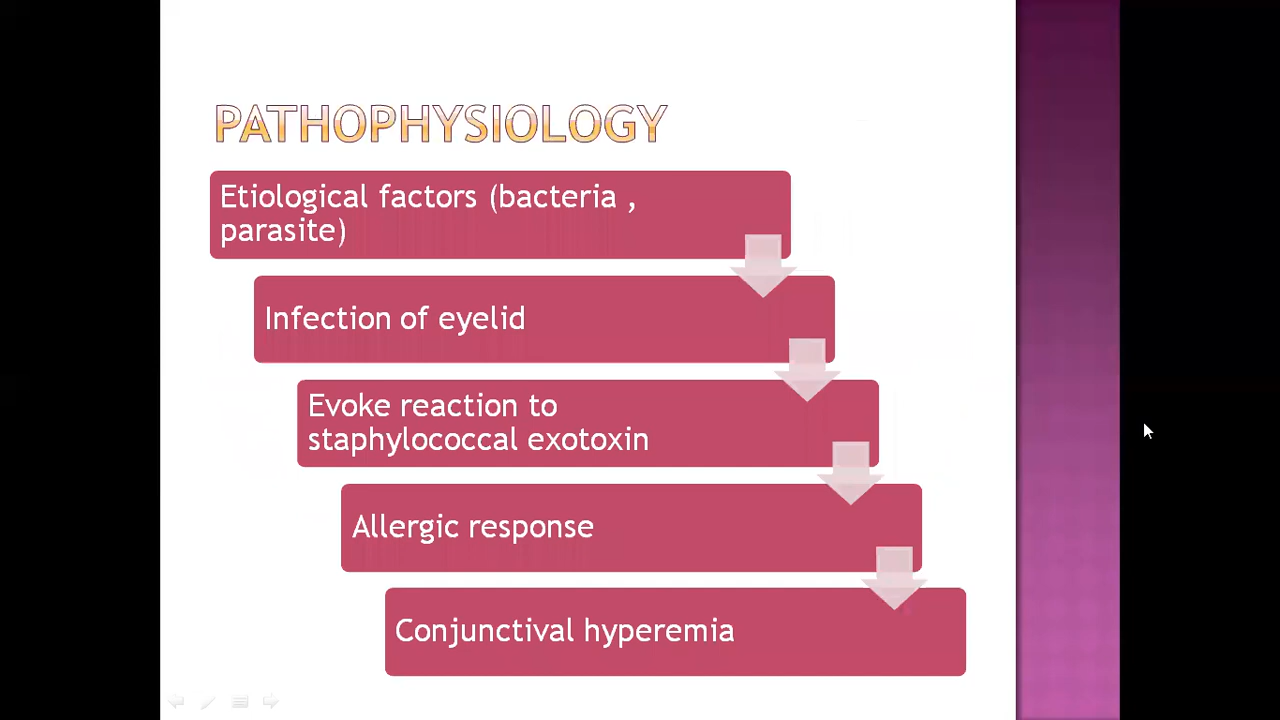 PATHOPHYSIOLOGY
Etiological factors (bacteria ,
parasite)
Infection of eyelid
Evoke reaction to
staphylococcal exotoxin
Allergic response
Conjunctival hyperemia